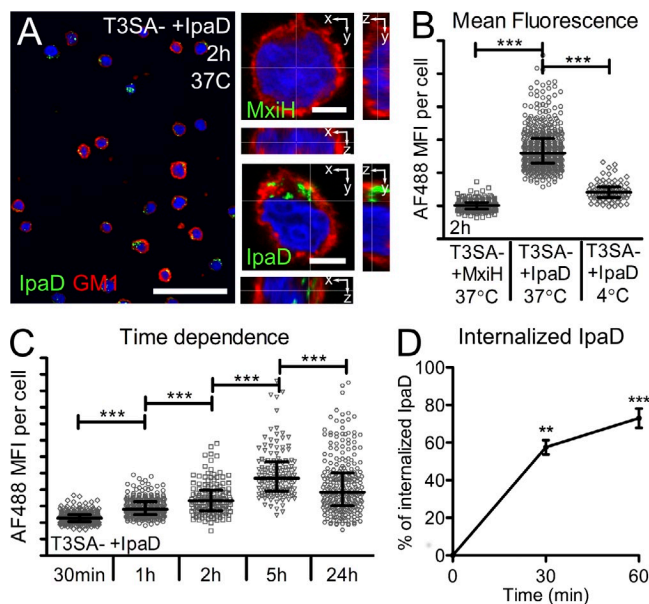 A
T3SA- +IpaD
2h
37C
IpaD GM1
MxiH
x
y
z
x
z
IpaD
x
y
z
y
x
z
B
Mean Fluorescence
***
***
AF488 MFI per cell
2h
T3SA- T3SA- T3SA-
+MxiH +IpaD +IpaD
37°C 37°C 4°C
C
Time dependence
***
***
***
***
AF488 MFI per cell
T3SA- +IpaD
30min 1h 2h 5h 24h
D
Internalized IpaD
% of internalized IpaD
100
80
60
40
20
0
**
***
0 30 60
Time (min)